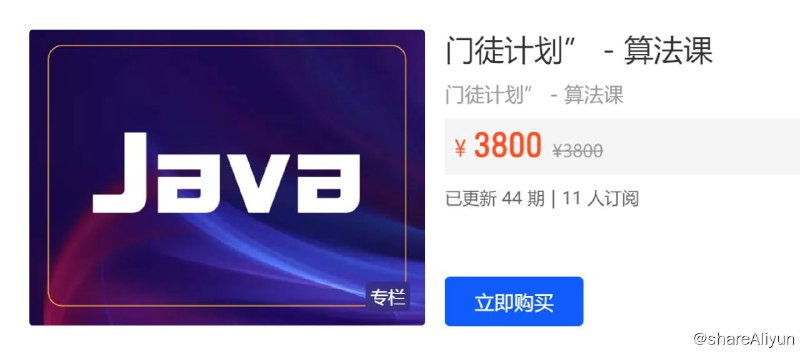 Java
专栏
门徒计划” - 算法课
门徒计划” - 算法课
¥ 3800 ¥3800
已更新 44 期 | 11 人订阅
立即购买
@shareAliyun